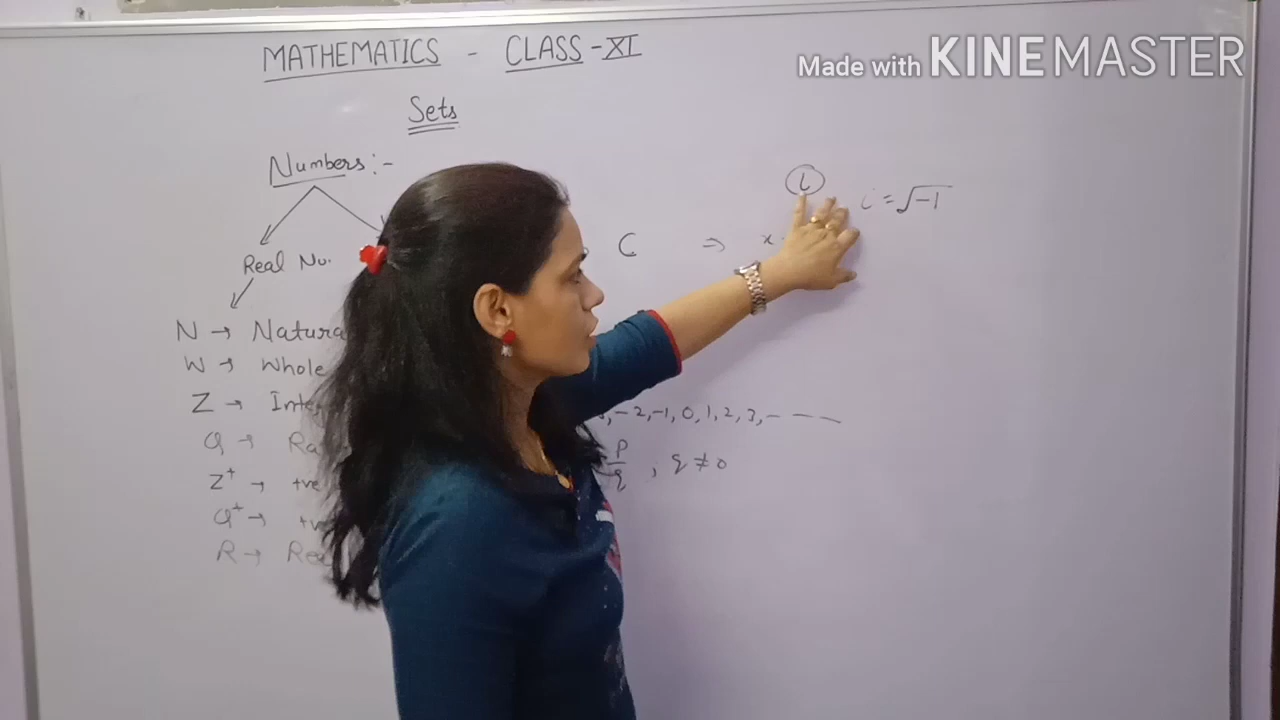 MATHEMATICS - CLASS-XI
Made with KINEMASTER
Sets
Numbers :-
i
i = √-1
Real No.
C ⇒ x
N → Natura
W → Whole
Z → Inte
-2, -1, 0, 1, 2, 3, - - -
Q → Ra
p/q , q ≠ 0
Z+ → +ve
Q+ → +v
R → Rea